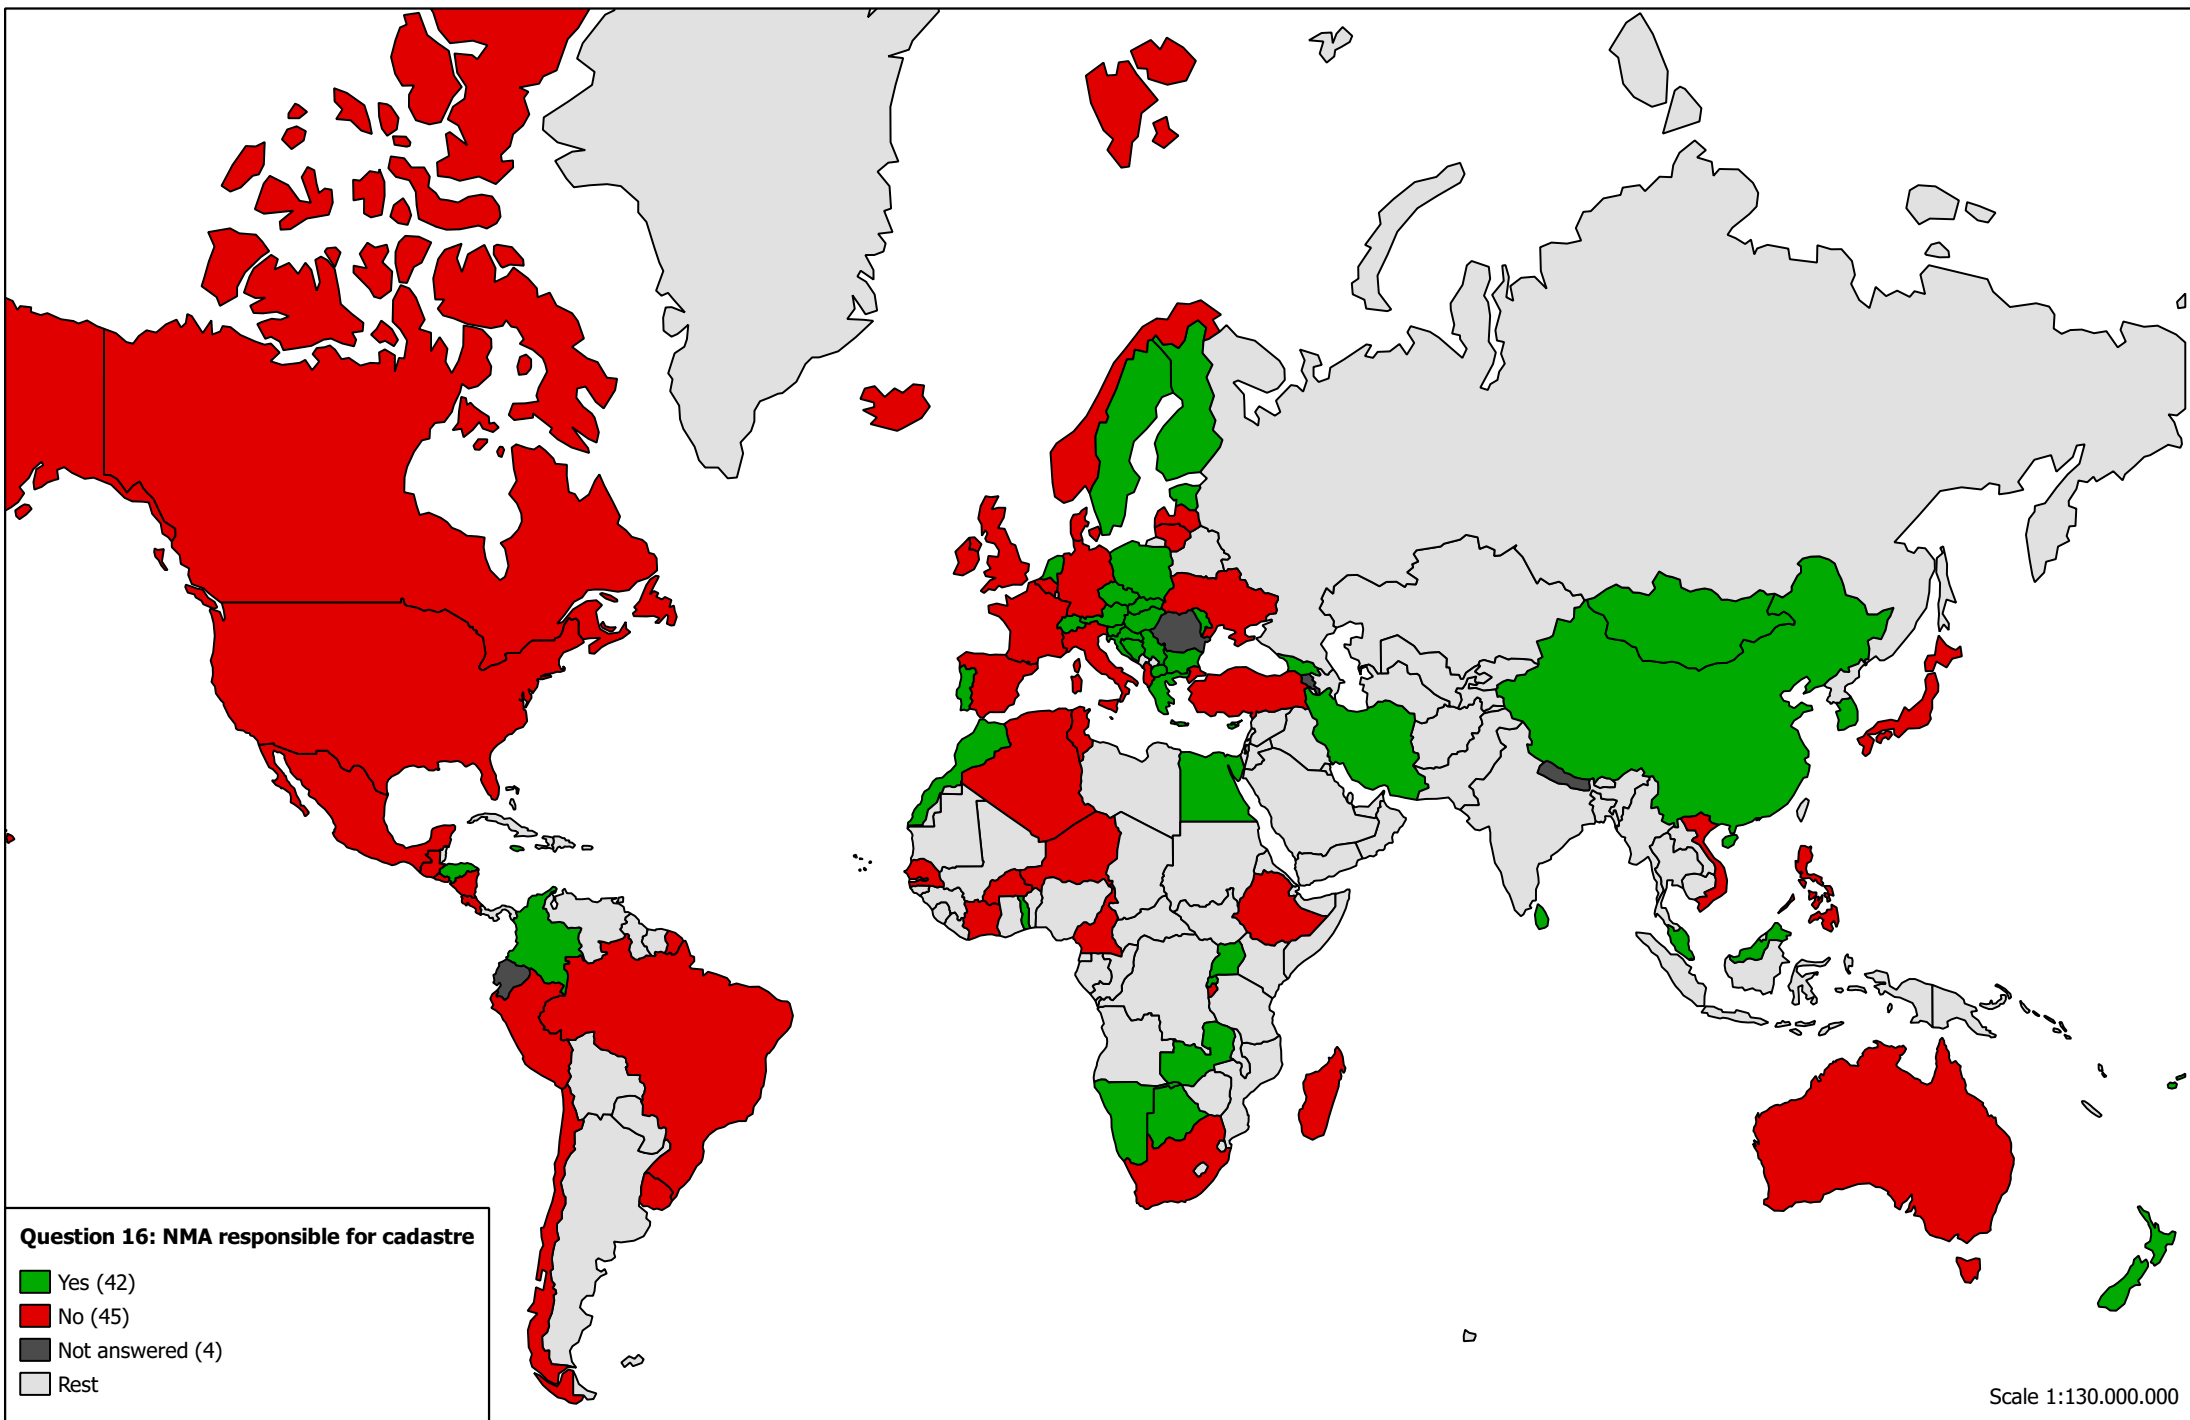 Question 16: NMA responsible for cadastre
Yes (42)
No (45)
Not answered (4)
Rest
Scale 1:130.000.000